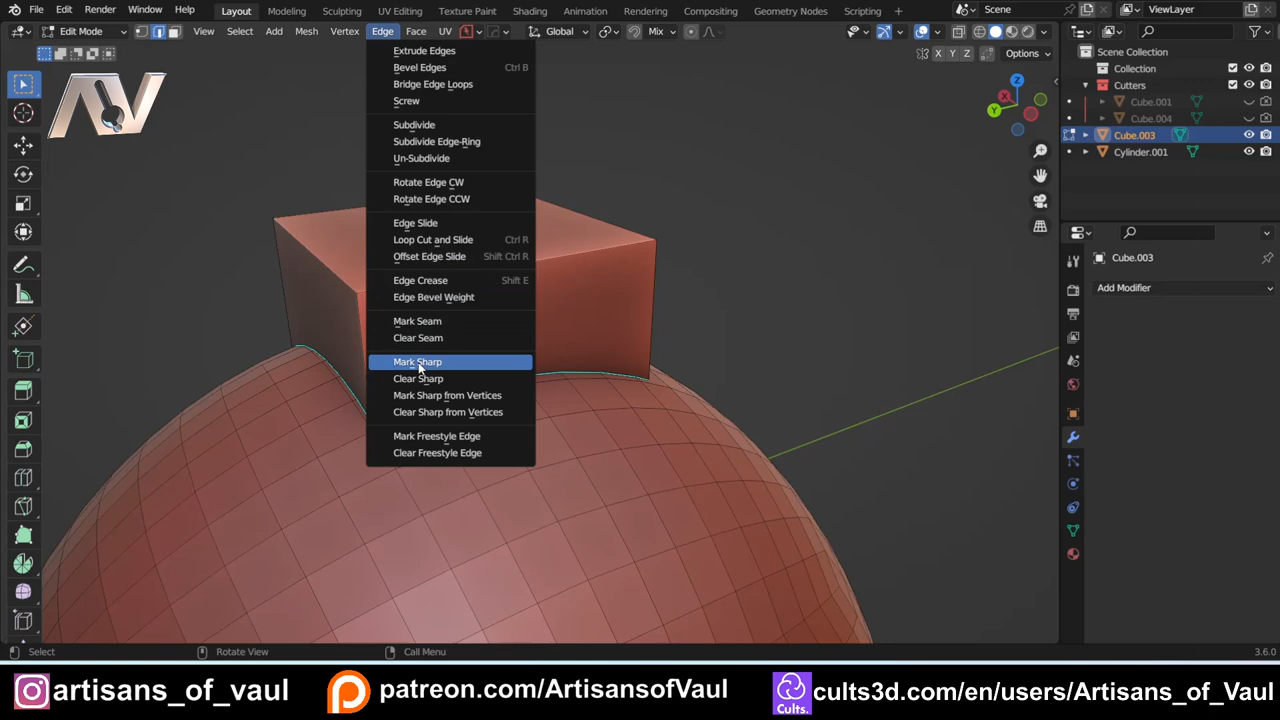 File Edit Render Window Help Layout Modeling Sculpting UV Editing Texture Paint Shading Animation Rendering Compositing Geometry Nodes Scripting + Scene ViewLayer
Edit Mode View Select Add Mesh Vertex Edge Face UV Global Mix
X Y Z Options
AV
Extrude Edges
Bevel Edges Ctrl B
Bridge Edge Loops
Screw
Subdivide
Subdivide Edge-Ring
Un-Subdivide
Rotate Edge CW
Rotate Edge CCW
Edge Slide
Loop Cut and Slide Ctrl R
Offset Edge Slide Shift Ctrl R
Edge Crease Shift E
Edge Bevel Weight
Mark Seam
Clear Seam
Mark Sharp
Clear Sharp
Mark Sharp from Vertices
Clear Sharp from Vertices
Mark Freestyle Edge
Clear Freestyle Edge
Z
X
Y
Scene Collection
Collection
Cutters
Cube.001
Cube.004
Cube.003
Cylinder.001
Cube.003
Add Modifier
Select Rotate View Call Menu 3.6.0
artisans_of_vaul patreon.com/ArtisansofVaul Cults. cults3d.com/en/users/Artisans_of_Vaul